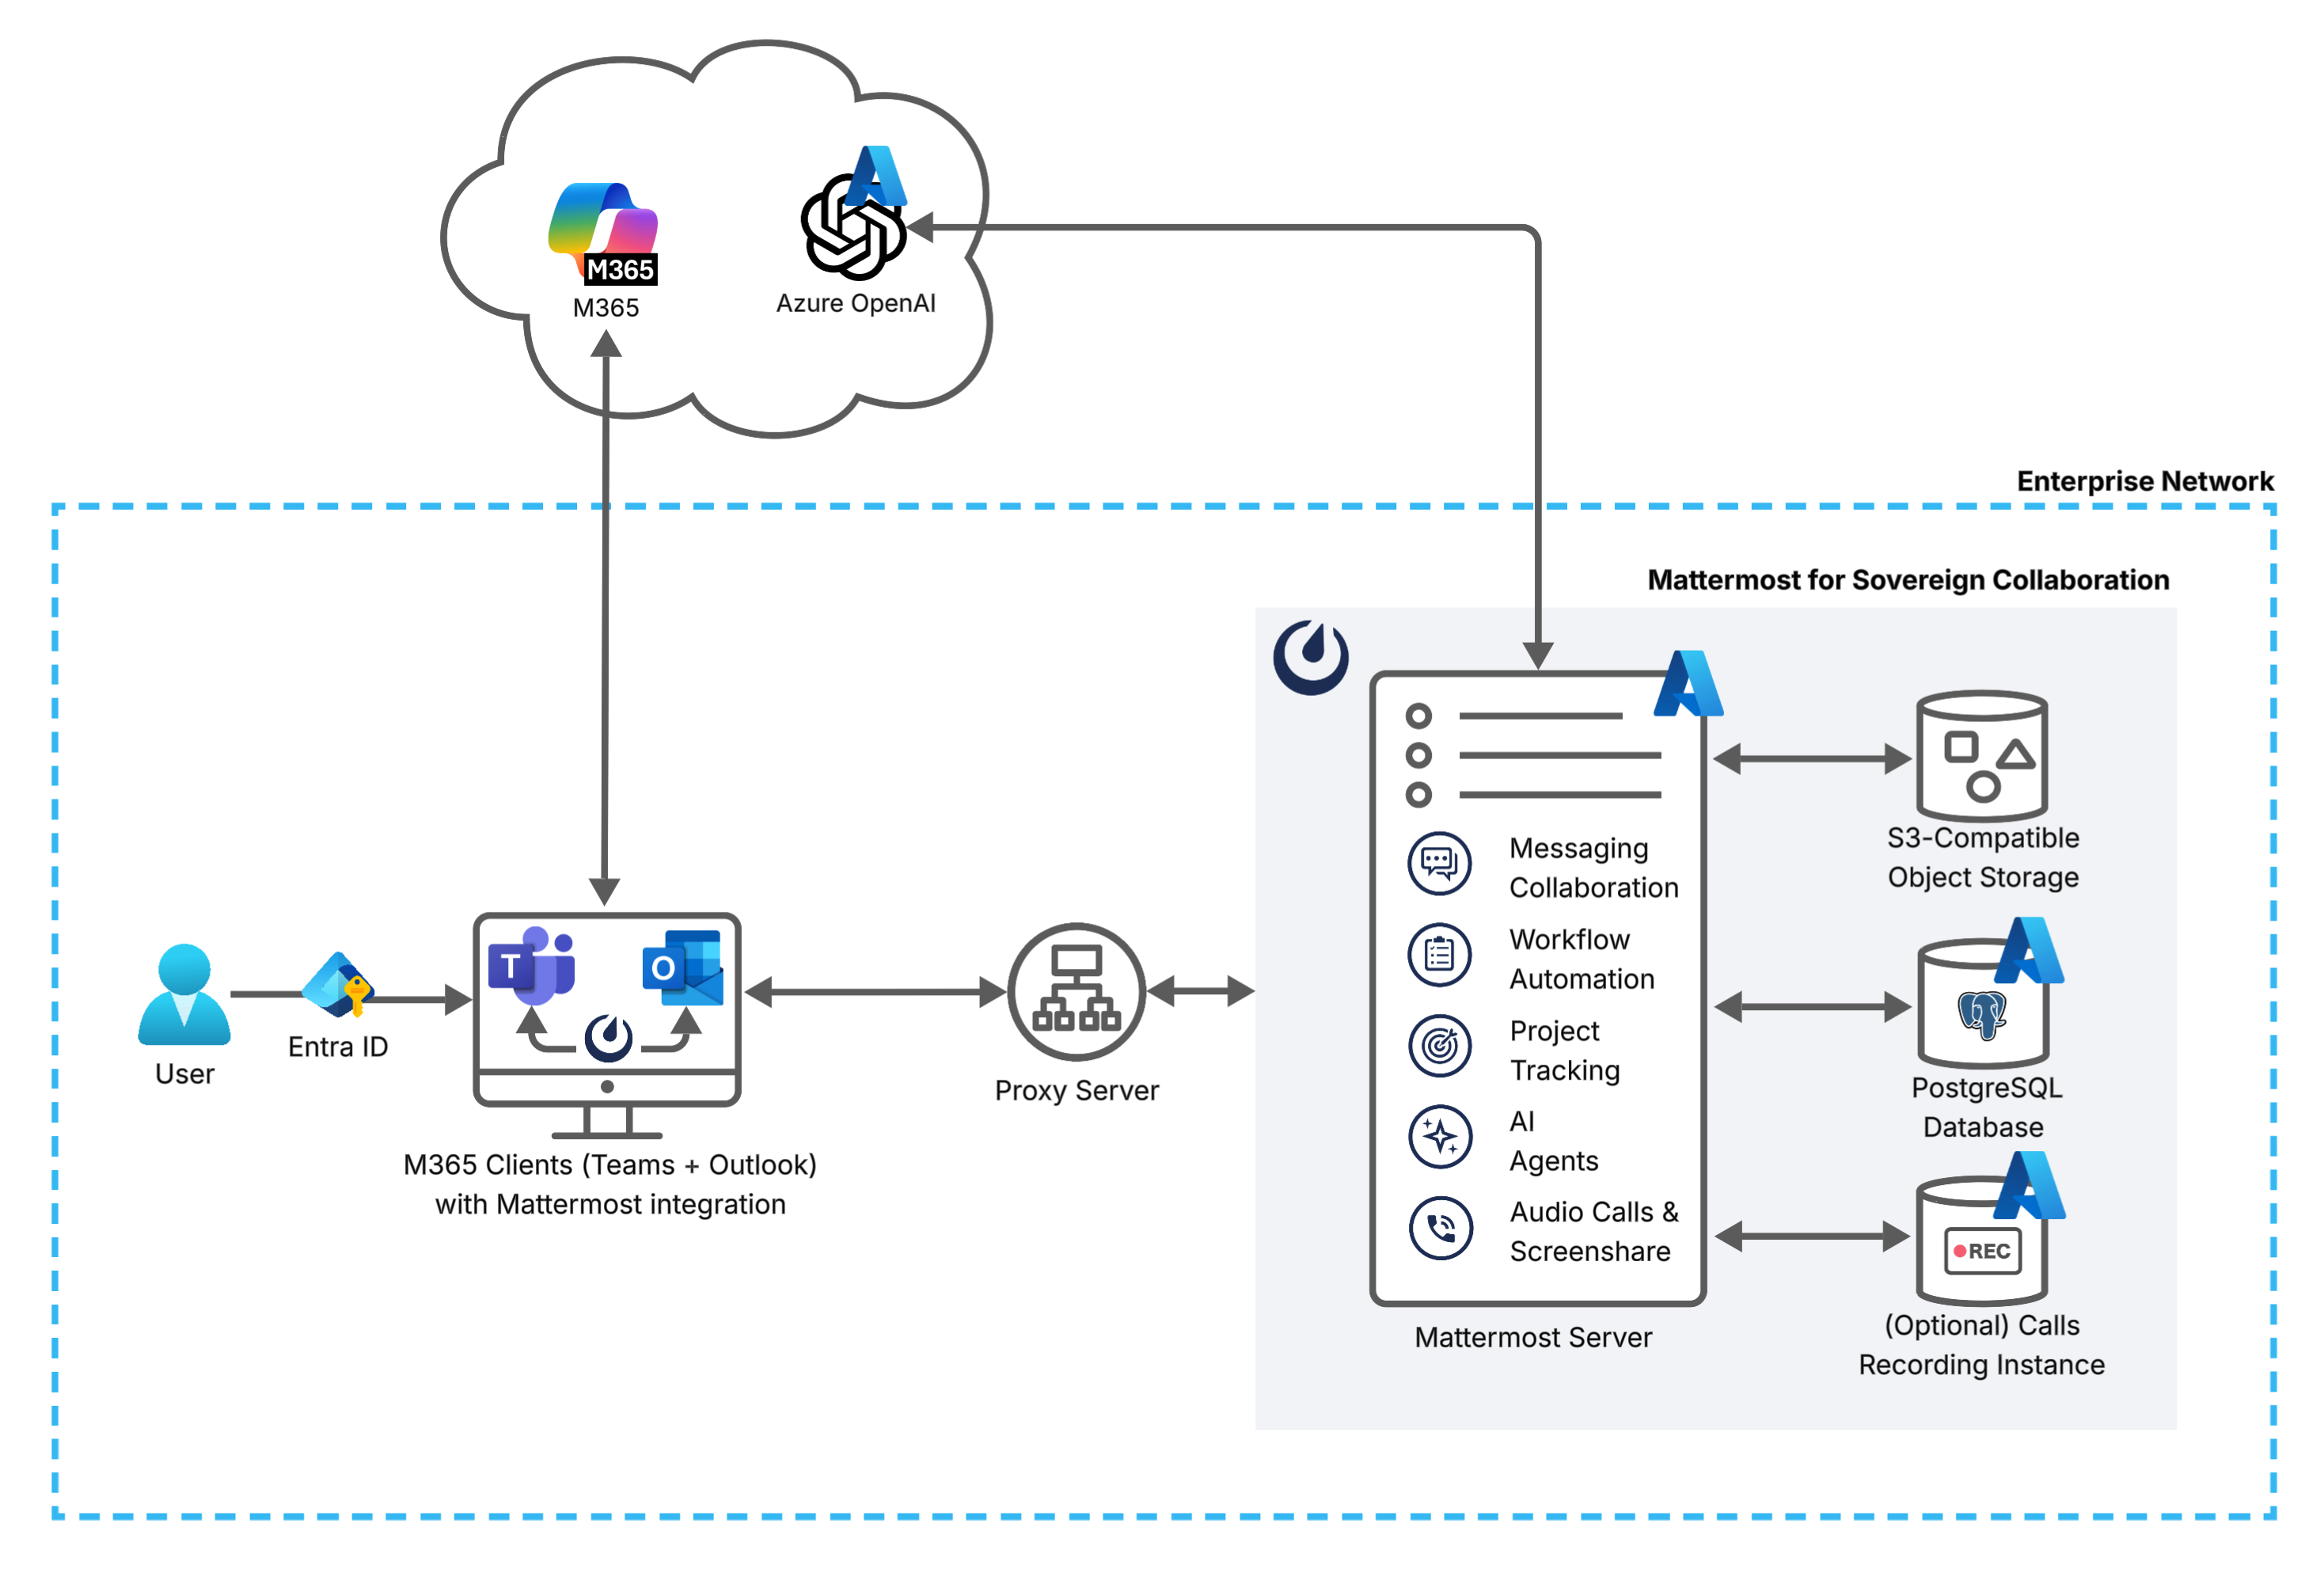 M365
M365
Azure OpenAI
Enterprise Network
Mattermost for Sovereign Collaboration
User
Entra ID
T
O
M365 Clients (Teams + Outlook)
with Mattermost integration
Proxy Server
Messaging
Collaboration
Workflow
Automation
Project
Tracking
AI
Agents
Audio Calls &
Screenshare
Mattermost Server
S3-Compatible
Object Storage
PostgreSQL
Database
REC
(Optional) Calls
Recording Instance